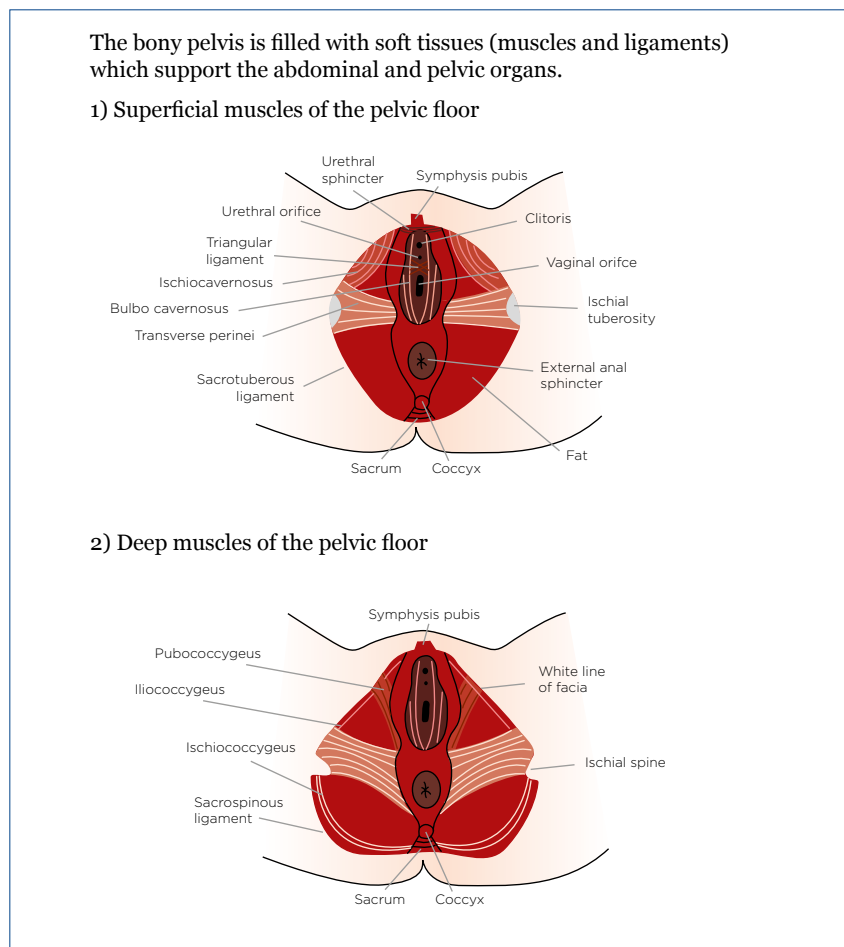 The bony pelvis is filled with soft tissues (muscles and ligaments)
which support the abdominal and pelvic organs.
1) Superficial muscles of the pelvic floor
Urethral
sphincter
Symphysis pubis
Urethral orifice
Clitoris
Triangular
ligament
Vaginal orifce
Ischiocavernosus
Bulbo cavernosus
Ischial
tuberosity
Transverse perinei
Sacrotuberous
ligament
External anal
sphincter
Fat
Sacrum
Coccyx
2) Deep muscles of the pelvic floor
Symphysis pubis
Pubococcygeus
White line
of facia
Iliococcygeus
Ischiococcygeus
Ischial spine
Sacrospinous
ligament
Sacrum
Coccyx